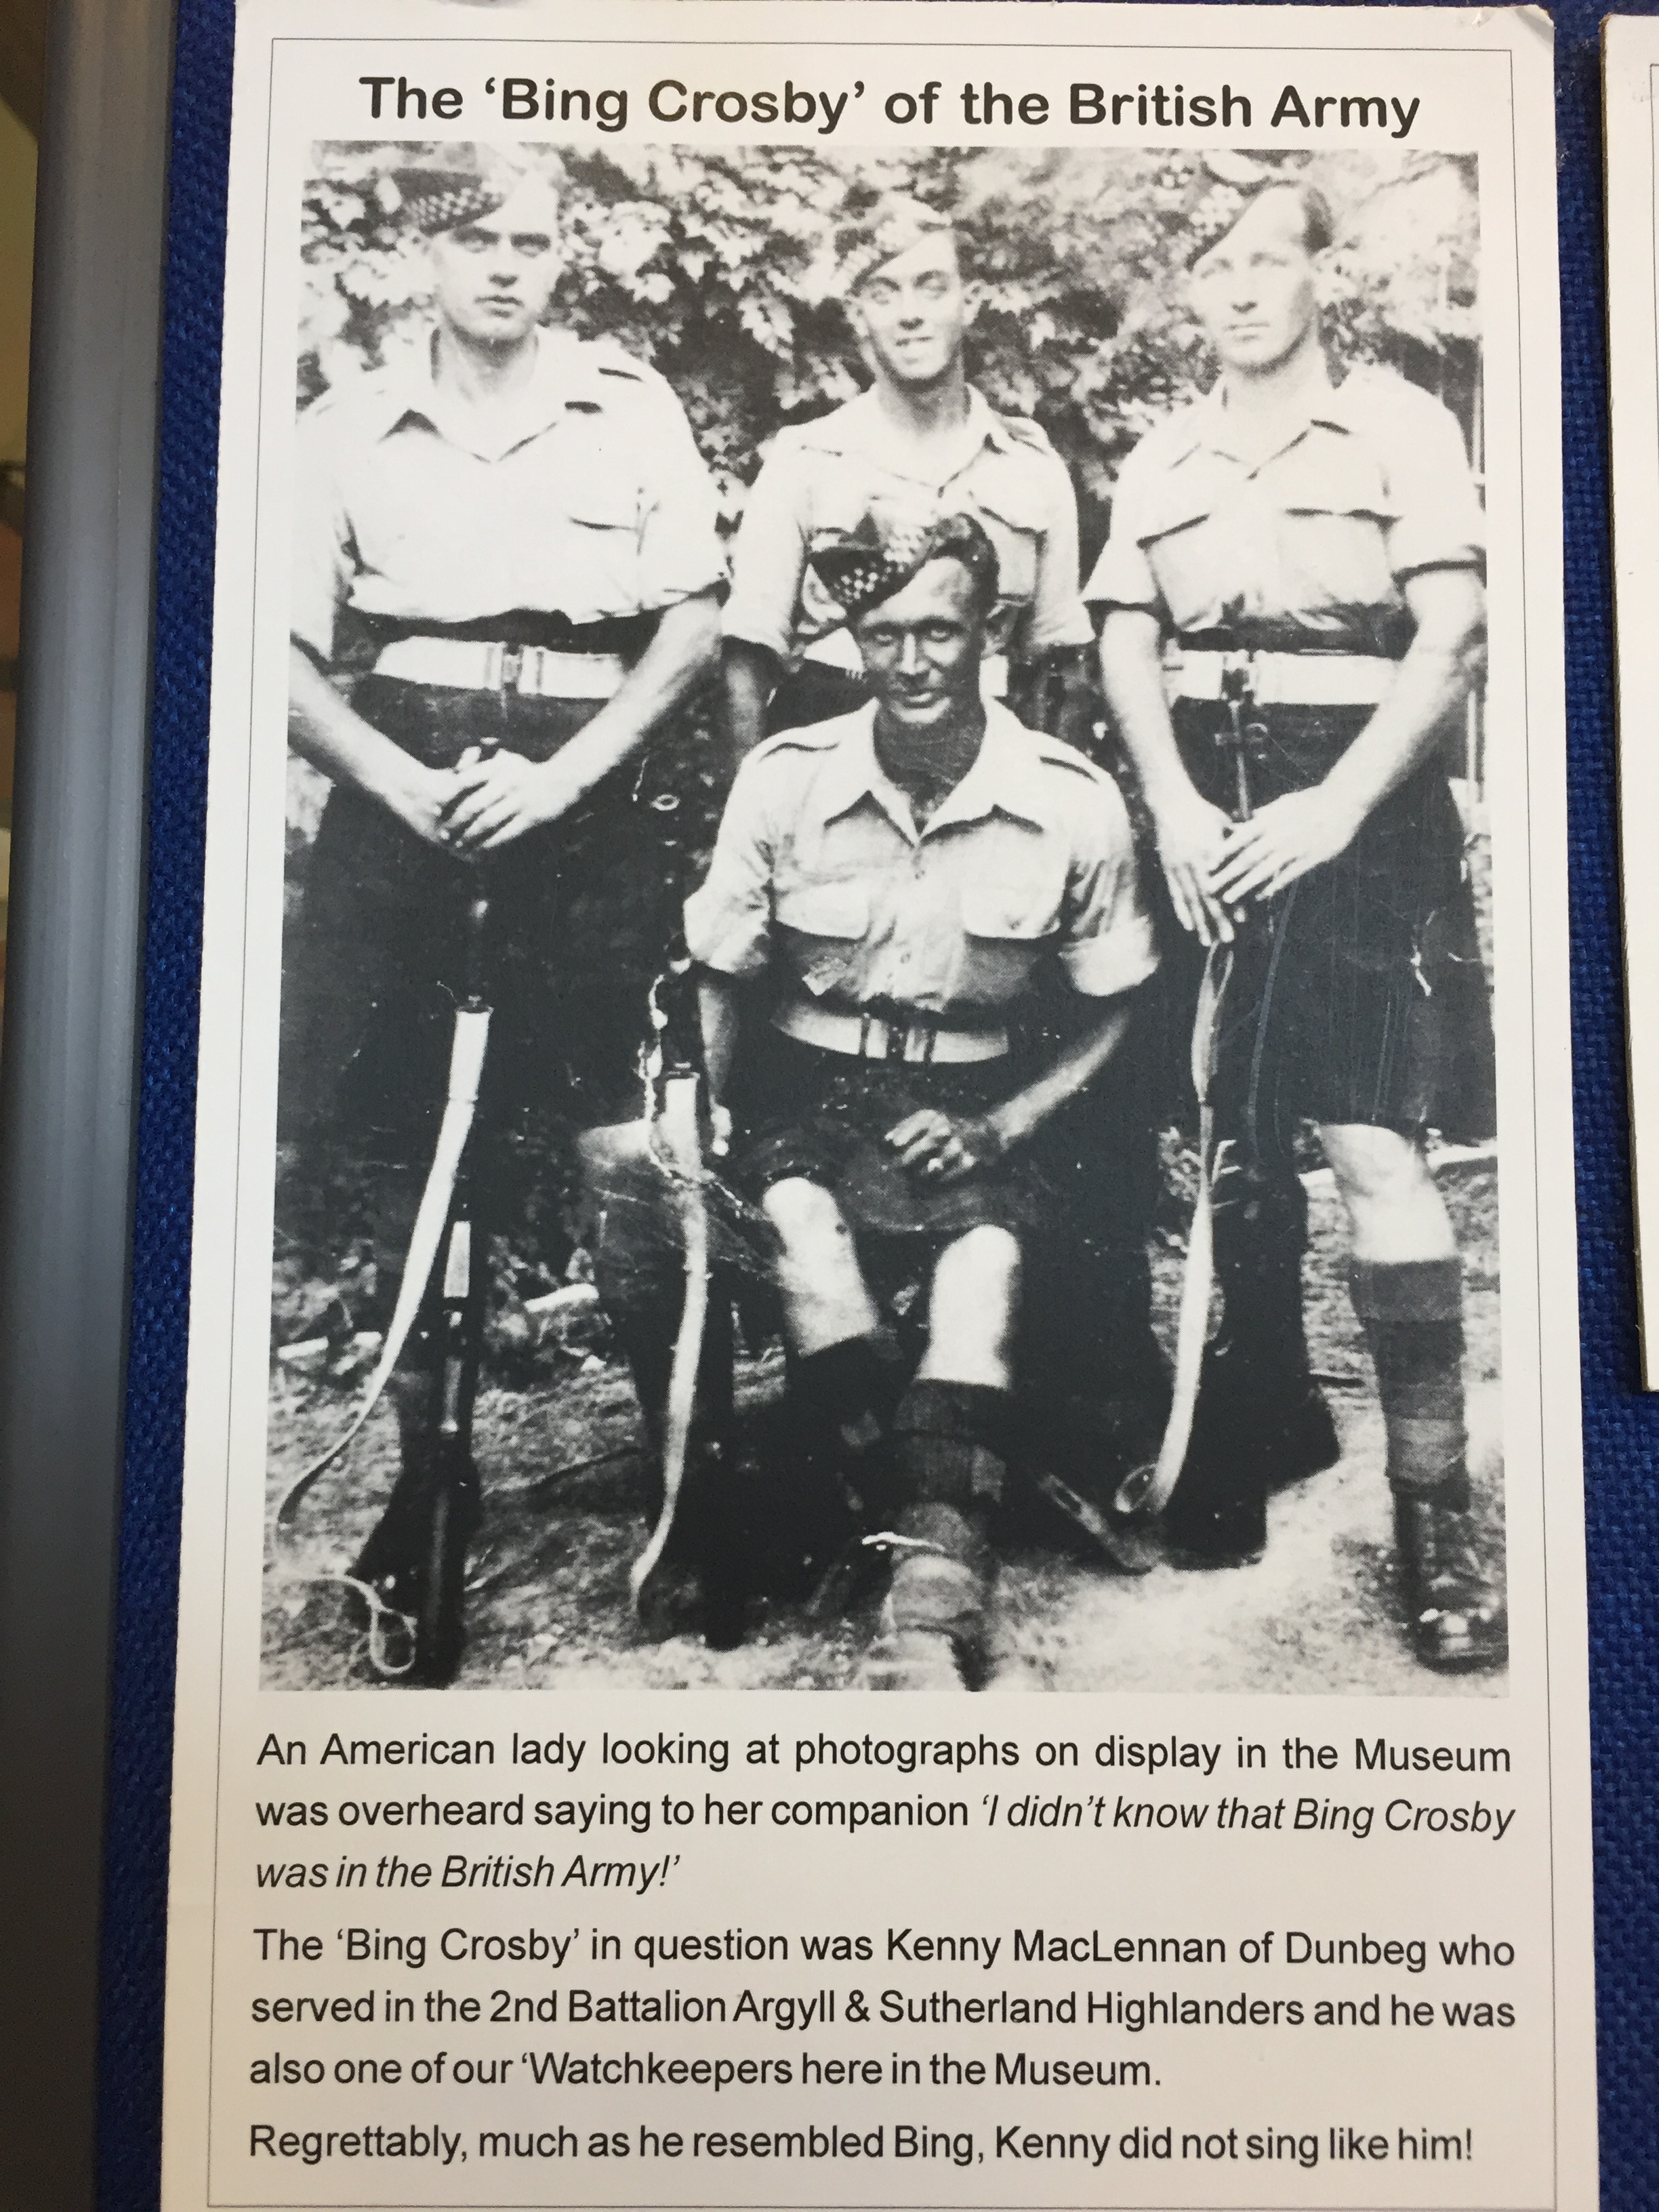 The ‘Bing Crosby’ of the British Army
An American lady looking at photographs on display in the Museum
was overheard saying to her companion ‘I didn’t know that Bing Crosby
was in the British Army!’
The ‘Bing Crosby’ in question was Kenny MacLennan of Dunbeg who
served in the 2nd Battalion Argyll & Sutherland Highlanders and he was
also one of our ‘Watchkeepers here in the Museum.
Regrettably, much as he resembled Bing, Kenny did not sing like him!